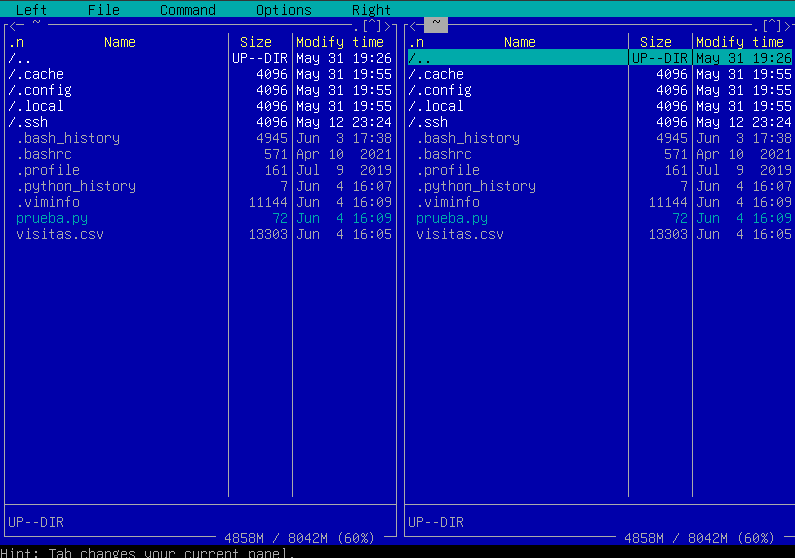 Left File Command Options Right
<─ ~ .[^]> <─ ~ .[^]>
.n Name Size Modify time .n Name Size Modify time
/.. UP--DIR May 31 19:26 /.. UP--DIR May 31 19:26
/.cache 4096 May 31 19:55 /.cache 4096 May 31 19:55
/.config 4096 May 31 19:55 /.config 4096 May 31 19:55
/.local 4096 May 31 19:55 /.local 4096 May 31 19:55
/.ssh 4096 May 12 23:24 /.ssh 4096 May 12 23:24
.bash_history 4945 Jun 3 17:38 .bash_history 4945 Jun 3 17:38
.bashrc 571 Apr 10 2021 .bashrc 571 Apr 10 2021
.profile 161 Jul 9 2019 .profile 161 Jul 9 2019
.python_history 7 Jun 4 16:07 .python_history 7 Jun 4 16:07
.viminfo 11144 Jun 4 16:09 .viminfo 11144 Jun 4 16:09
prueba.py 72 Jun 4 16:09 prueba.py 72 Jun 4 16:09
visitas.csv 13303 Jun 4 16:05 visitas.csv 13303 Jun 4 16:05
UP--DIR UP--DIR
4858M / 8042M (60%) 4858M / 8042M (60%)
Hint: Tab changes your current panel.